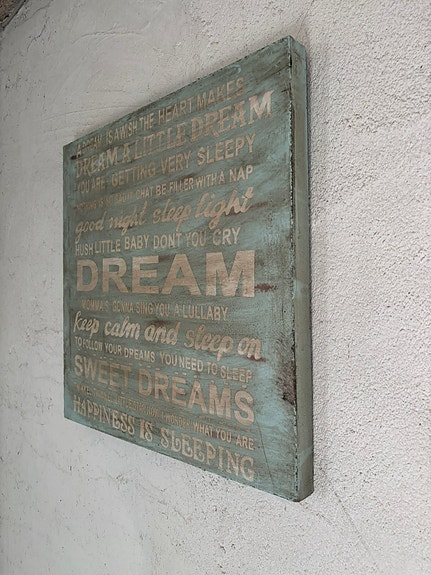 A DREAM IS A WISH THE HEART MAKES
DREAM A LITTLE DREAM
YOU ARE GETTING VERY SLEEPY
BE FILLER WITH A NAP
good night sleep tight
HUSH LITTLE BABY DONT YOU CRY
DREAM
MOMMA'S GONNA SING YOU A LULLABY
keep calm and sleep on
TO FOLLOW YOUR DREAMS YOU NEED TO SLEEP
SWEET DREAMS
WHAT YOU ARE
HAPPINESS IS SLEEPING